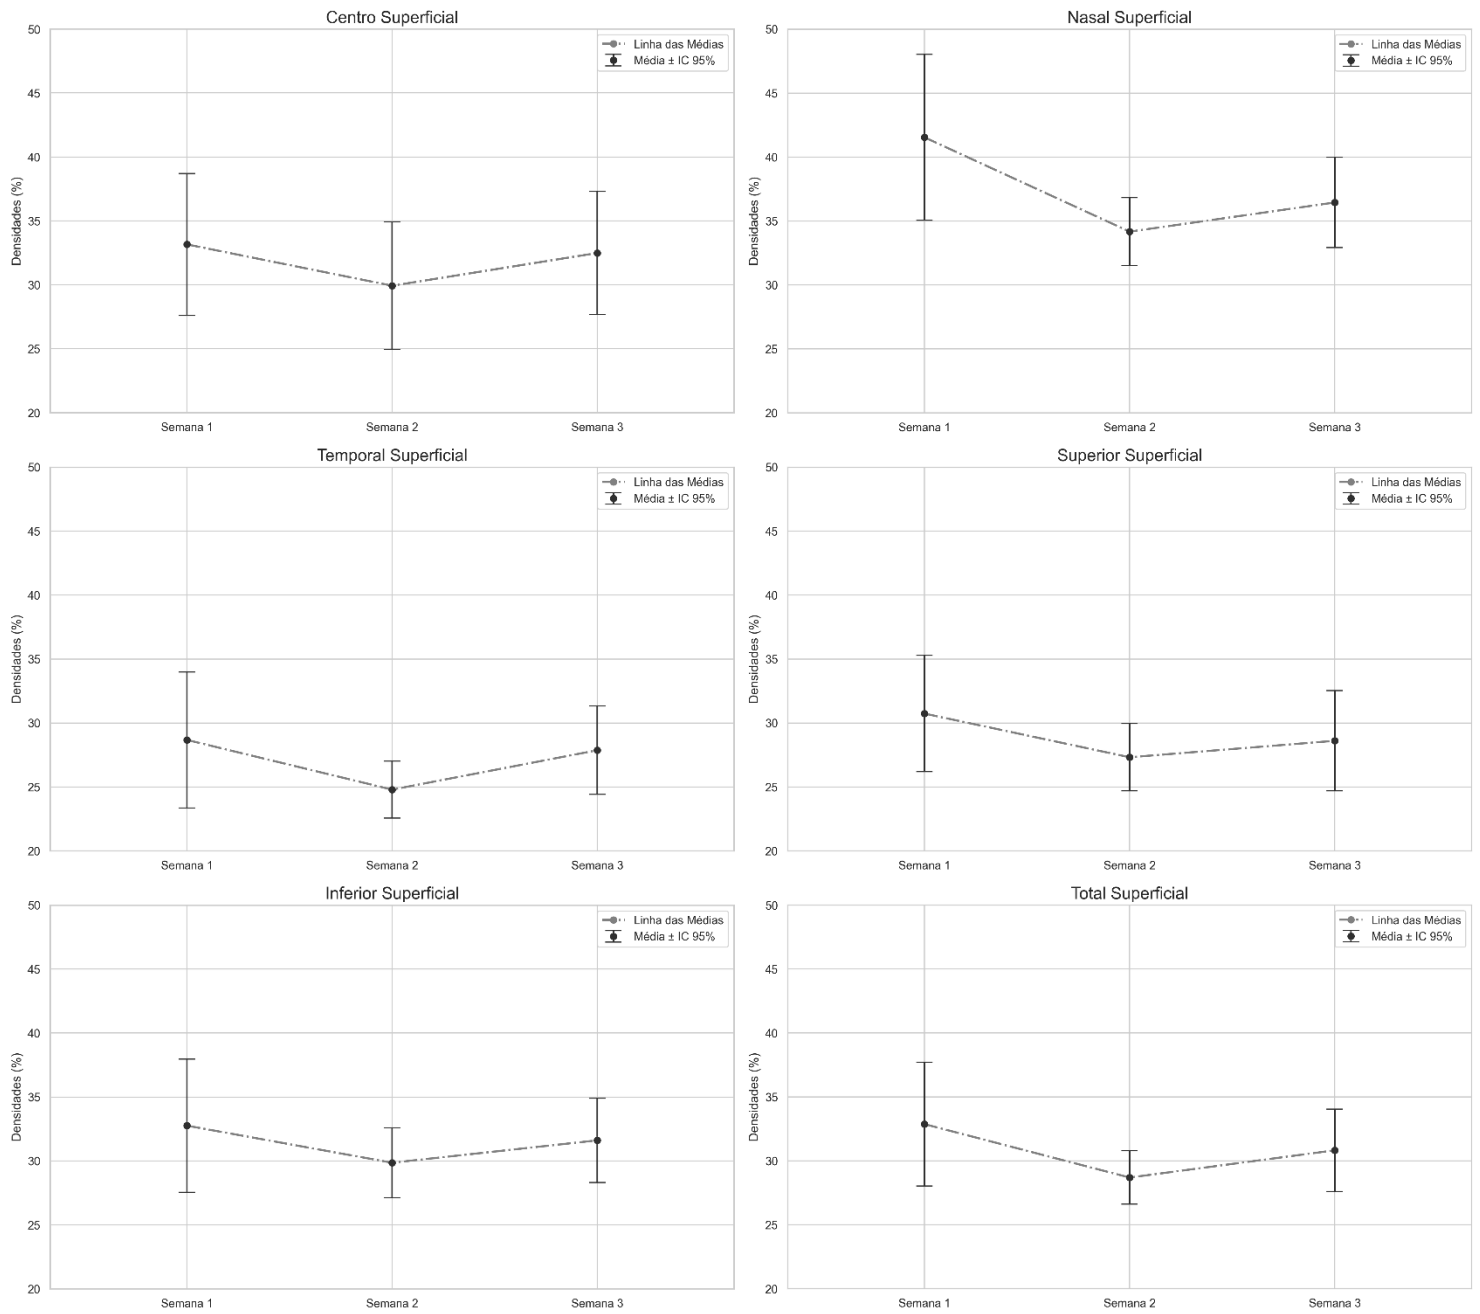 Centro Superficial
Linha das Médias
Média ± IC 95%
Densidades (%)
50
45
40
35
30
25
20
Semana 1
Semana 2
Semana 3
Nasal Superficial
Linha das Médias
Média ± IC 95%
Densidades (%)
50
45
40
35
30
25
20
Semana 1
Semana 2
Semana 3
Temporal Superficial
Linha das Médias
Média ± IC 95%
Densidades (%)
50
45
40
35
30
25
20
Semana 1
Semana 2
Semana 3
Superior Superficial
Linha das Médias
Média ± IC 95%
Densidades (%)
50
45
40
35
30
25
20
Semana 1
Semana 2
Semana 3
Inferior Superficial
Linha das Médias
Média ± IC 95%
Densidades (%)
50
45
40
35
30
25
20
Semana 1
Semana 2
Semana 3
Total Superficial
Linha das Médias
Média ± IC 95%
Densidades (%)
50
45
40
35
30
25
20
Semana 1
Semana 2
Semana 3